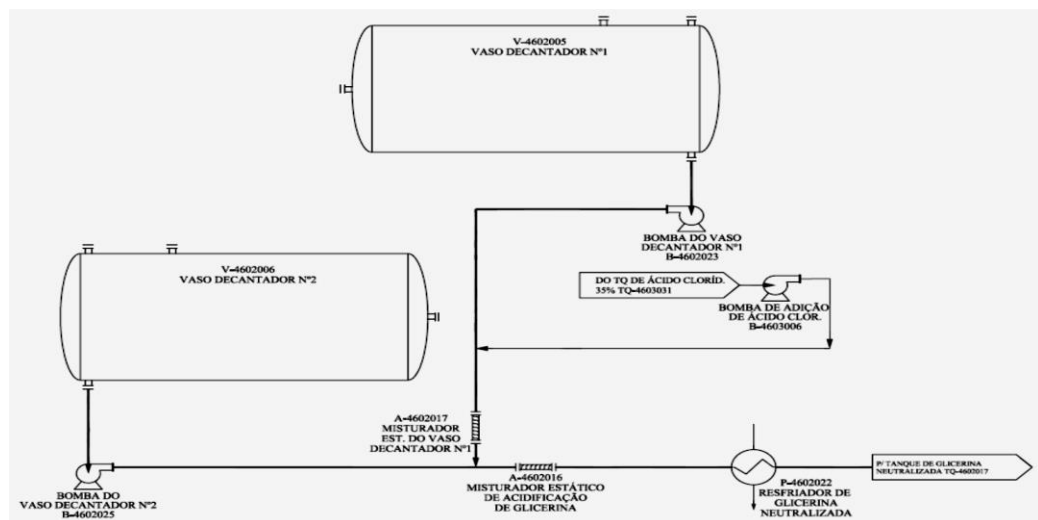 V-4602005
VASO DECANTADOR Nº1
BOMBA DO VASO
DECANTADOR Nº1
B-4602023
V-4602006
VASO DECANTADOR Nº2
DO TQ DE ÁCIDO CLORÍD.
35% TQ-4603031
BOMBA DE ADIÇÃO
DE ÁCIDO CLOR.
B-4603006
A-4602017
MISTURADOR
EST. DO VASO
DECANTADOR Nº1
BOMBA DO
VASO DECANTADOR Nº2
B-4602025
A-4602016
MISTURADOR ESTÁTICO
DE ACIDIFICAÇÃO
DE GLICERINA
P-4602022
RESFRIADOR DE
GLICERINA
NEUTRALIZADA
P/ TANQUE DE GLICERINA
NEUTRALIZADA TQ-4602017